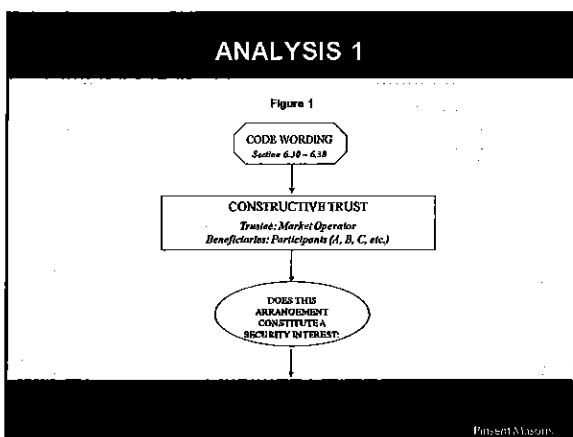 ANALYSIS 1
Figure 1
CODE WORDING
Section 6.30 – 6.38
CONSTRUCTIVE TRUST
Trustee: Market Operator
Beneficiaries: Participants (A, B, C, etc.)
DOES THIS
ARRANGEMENT
CONSTITUTE A
SECURITY INTEREST:
Pinsent Masons